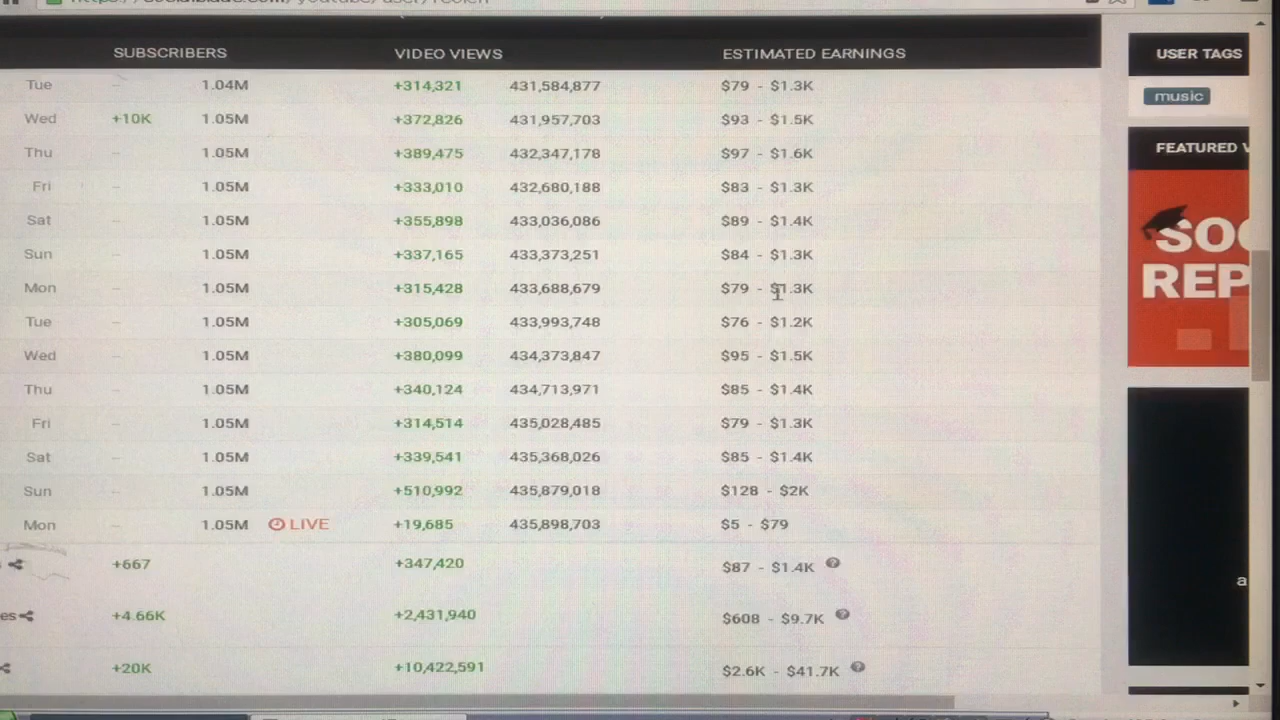 SUBSCRIBERS VIDEO VIEWS ESTIMATED EARNINGS USER TAGS
Tue -- 1.04M +314,321 431,584,877 $79 - $1.3K
music
Wed +10K 1.05M +372,826 431,957,703 $93 - $1.5K
Thu -- 1.05M +389,475 432,347,178 $97 - $1.6K
FEATURED V
Fri -- 1.05M +333,010 432,680,188 $83 - $1.3K
Sat -- 1.05M +355,898 433,036,086 $89 - $1.4K
SOC
Sun -- 1.05M +337,165 433,373,251 $84 - $1.3K
REP
Mon -- 1.05M +315,428 433,688,679 $79 - $1.3K
Tue -- 1.05M +305,069 433,993,748 $76 - $1.2K
Wed -- 1.05M +380,099 434,373,847 $95 - $1.5K
Thu -- 1.05M +340,124 434,713,971 $85 - $1.4K
Fri -- 1.05M +314,514 435,028,485 $79 - $1.3K
Sat -- 1.05M +339,541 435,368,026 $85 - $1.4K
Sun -- 1.05M +510,992 435,879,018 $128 - $2K
Mon -- 1.05M LIVE +19,685 435,898,703 $5 - $79
+667 +347,420 $87 - $1.4K
a
es +4.66K +2,431,940 $608 - $9.7K
+20K +10,422,591 $2.6K - $41.7K